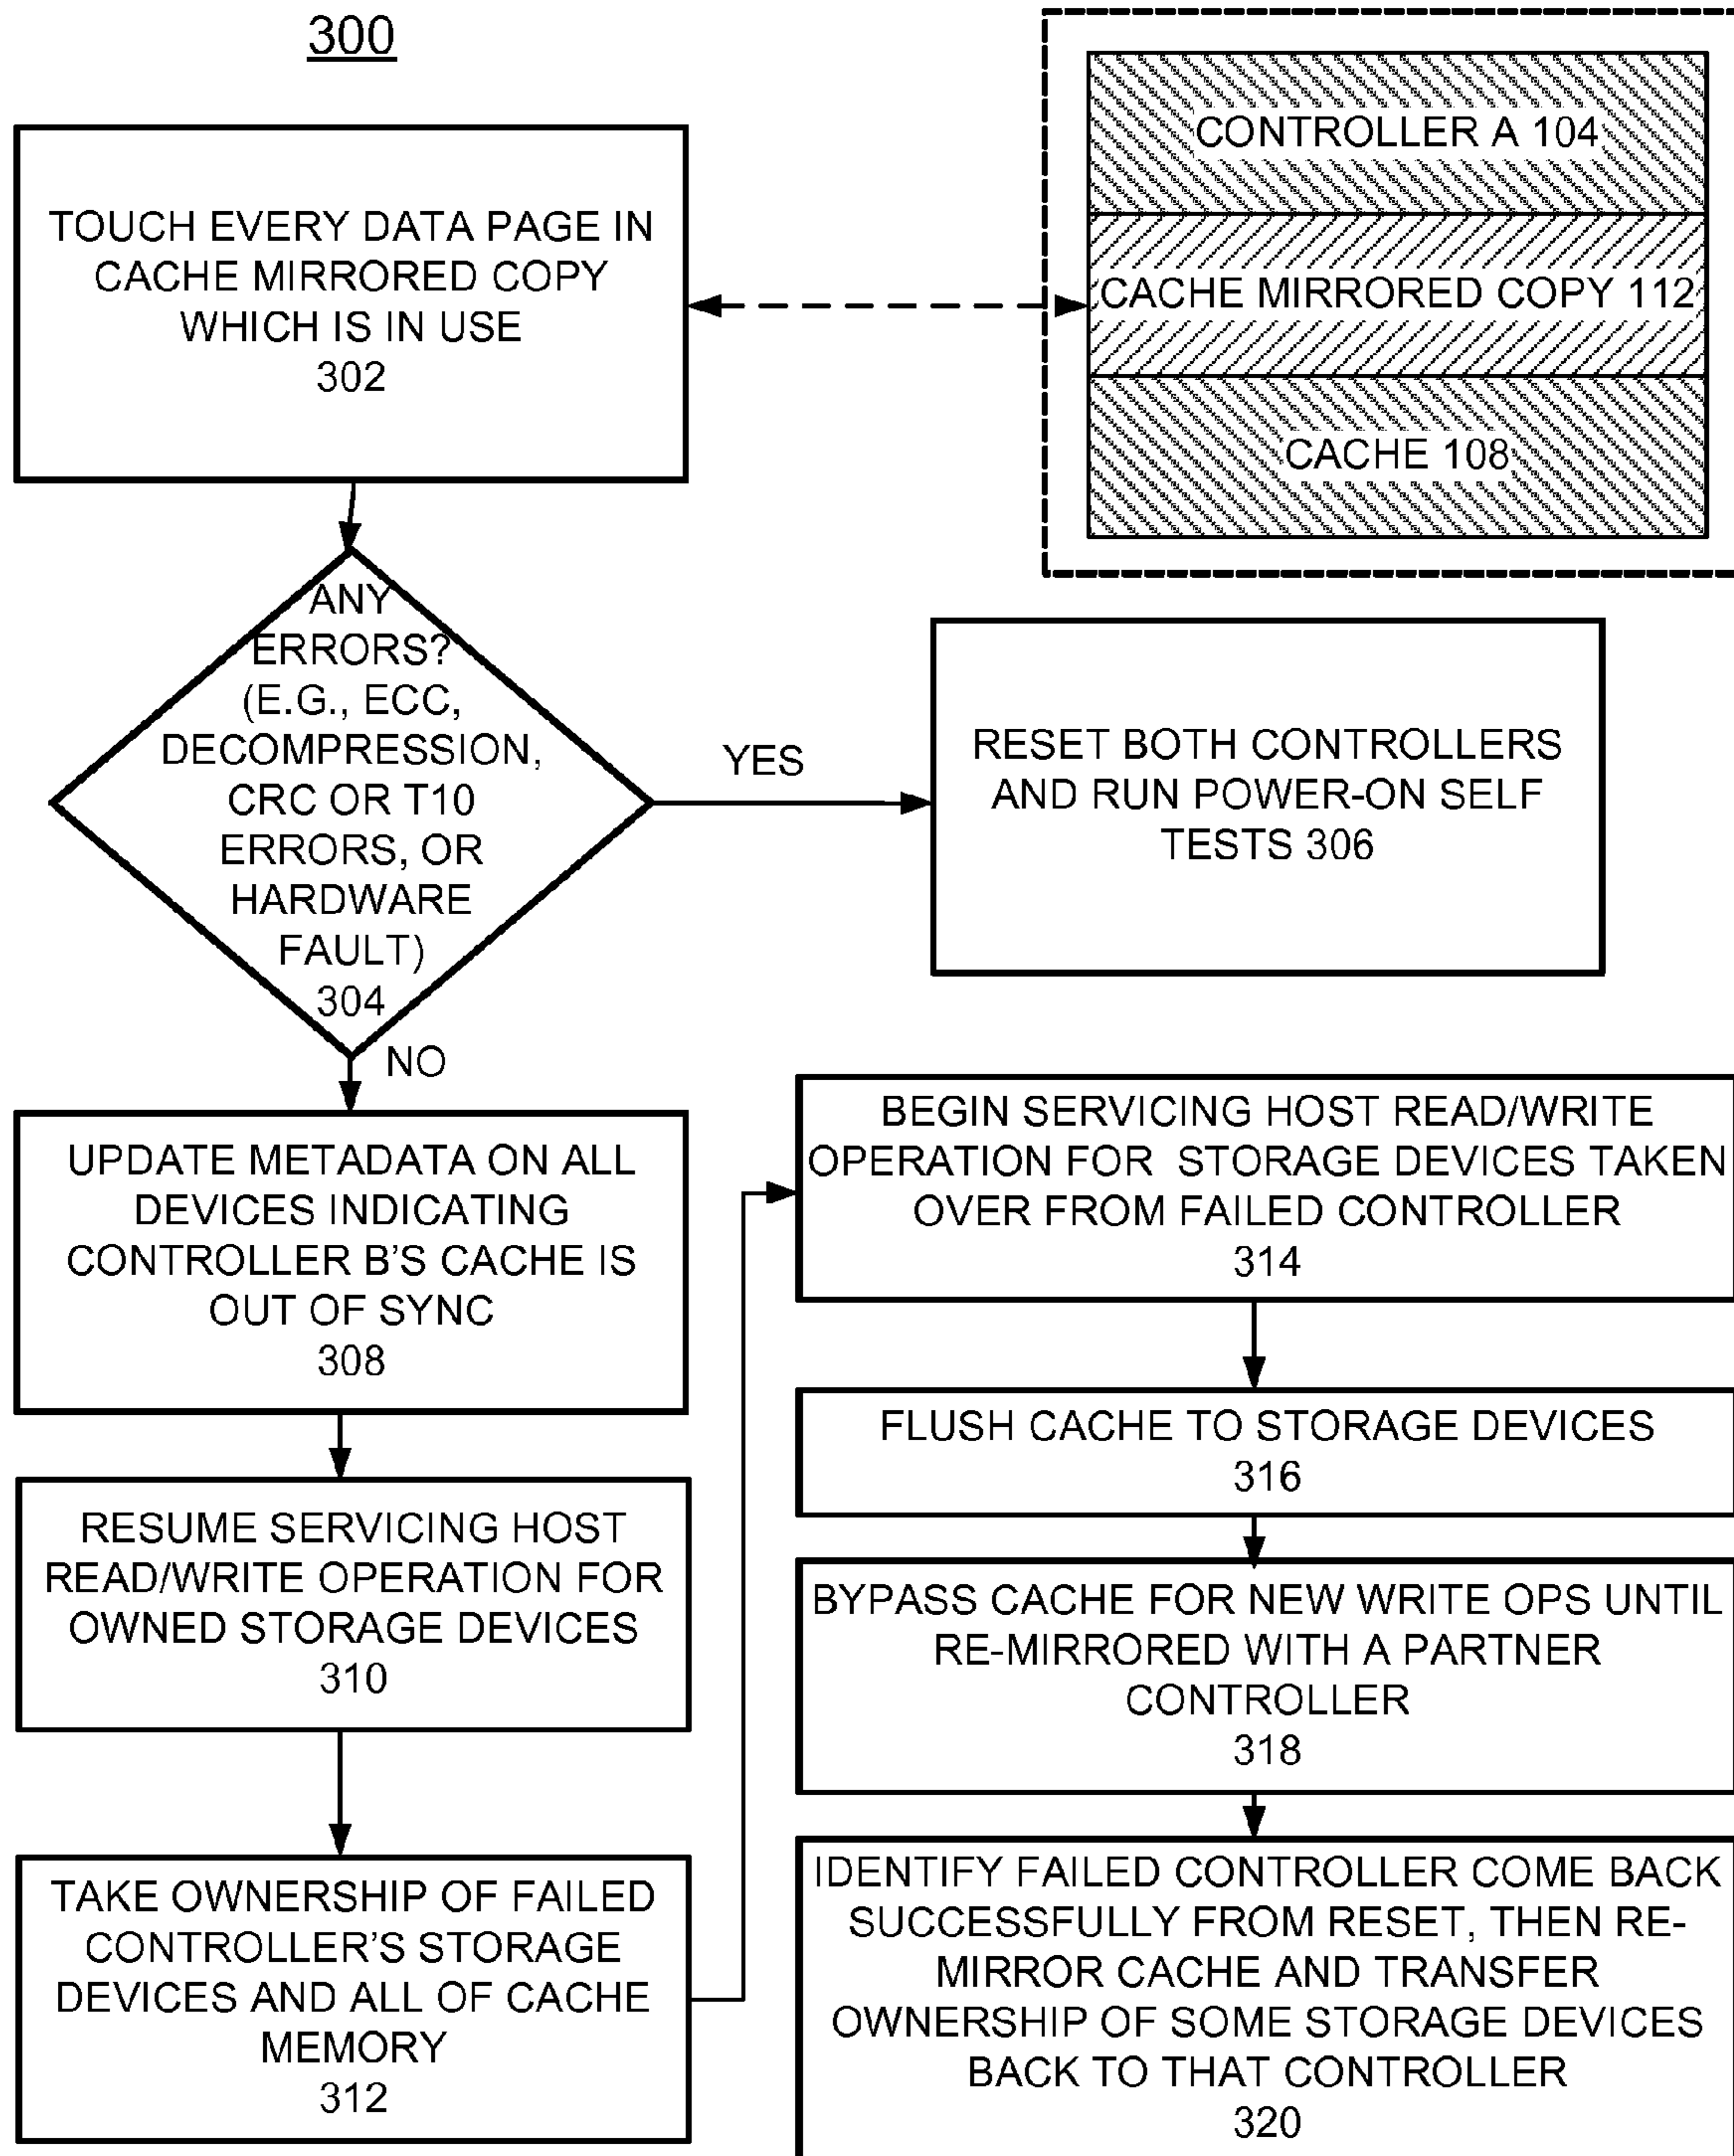 300
TOUCH EVERY DATA PAGE IN
CACHE MIRRORED COPY
WHICH IS IN USE
302
CONTROLLER A 104
CACHE MIRRORED COPY 112
CACHE 108
ANY
ERRORS?
(E.G., ECC,
DECOMPRESSION,
CRC OR T10
ERRORS, OR
HARDWARE
FAULT)
304
YES
RESET BOTH CONTROLLERS
AND RUN POWER-ON SELF
TESTS 306
NO
UPDATE METADATA ON ALL
DEVICES INDICATING
CONTROLLER B'S CACHE IS
OUT OF SYNC
308
RESUME SERVICING HOST
READ/WRITE OPERATION FOR
OWNED STORAGE DEVICES
310
TAKE OWNERSHIP OF FAILED
CONTROLLER'S STORAGE
DEVICES AND ALL OF CACHE
MEMORY
312
BEGIN SERVICING HOST READ/WRITE
OPERATION FOR STORAGE DEVICES TAKEN
OVER FROM FAILED CONTROLLER
314
FLUSH CACHE TO STORAGE DEVICES
316
BYPASS CACHE FOR NEW WRITE OPS UNTIL
RE-MIRRORED WITH A PARTNER
CONTROLLER
318
IDENTIFY FAILED CONTROLLER COME BACK
SUCCESSFULLY FROM RESET, THEN RE-
MIRROR CACHE AND TRANSFER
OWNERSHIP OF SOME STORAGE DEVICES
BACK TO THAT CONTROLLER
320